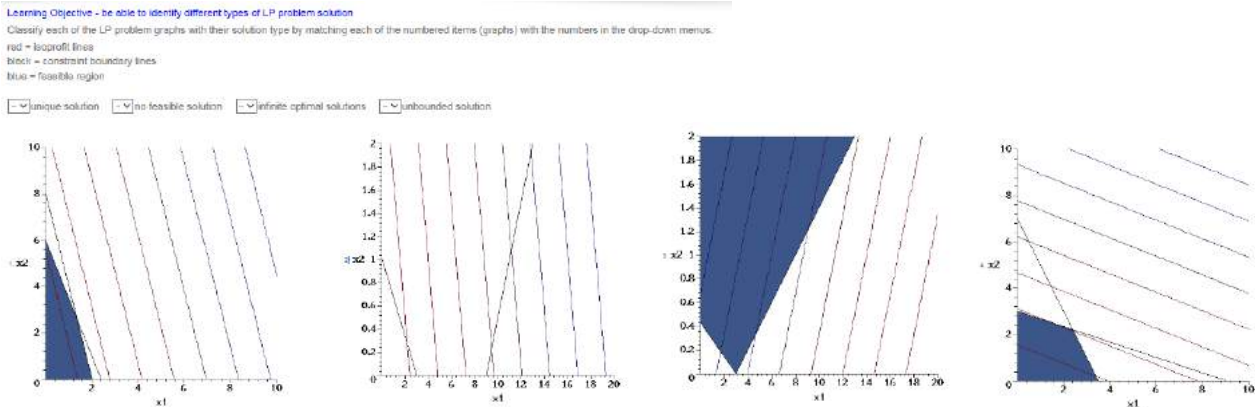 Learning Objective - be able to identify different types of LP problem solution
Classify each of the LP problem graphs with their solution type by matching each of the numbered items (graphs) with the numbers in the drop-down menus.
red = isoprofit lines
black = constraint boundary lines
blue = feasible region
unique solution no feasible solution infinite optimal solutions unbounded solution
10
8
6
x2
4
2
0
2 4 6 8 10
x1
2
1.8
1.6
1.4
1.2
x2 1
0.8
0.6
0.4
0.2
0
2 4 6 8 10 12 14 16 18 20
x1
2
1.8
1.6
1.4
1.2
x2 1
0.8
0.6
0.4
0.2
0
2 4 6 8 10 12 14 16 18 20
x1
10
8
6
x2
4
2
0
2 4 6 8 10
x1